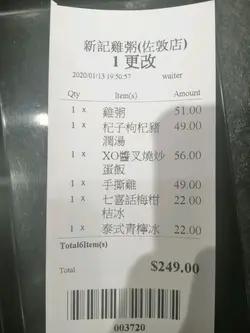 新記雞粥(佐敦店)
1 更改
2020/01/13 19:50:57 waiter
Qty Item(s) Amount
1 x 雞粥 51.00
1 x 杞子枸杞豬 49.00
潤湯
1 x XO醬叉燒炒 56.00
蛋飯
1 x 手撕雞 49.00
1 x 七喜話梅柑 22.00
桔冰
1 x 泰式青檸冰 22.00
Total6Item(s)
Total $249.00
003720